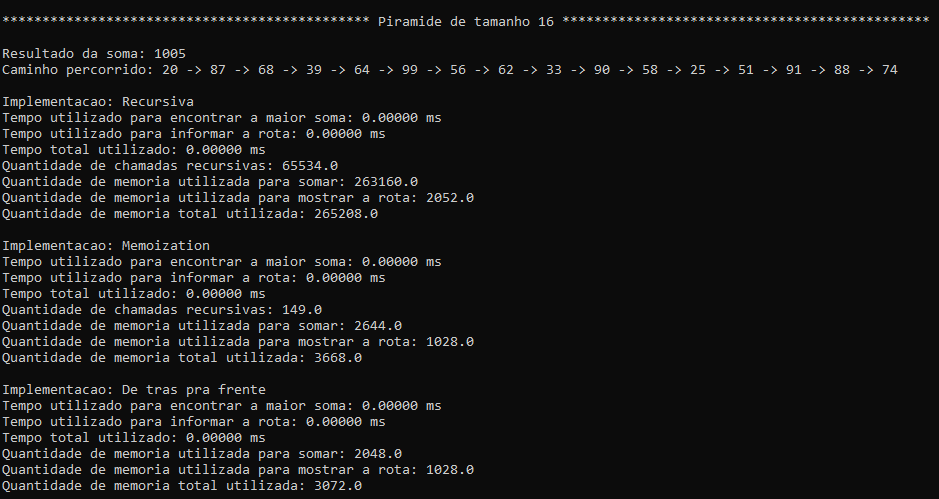 ********************************************** Piramide de tamanho 16 **********************************************
Resultado da soma: 1005
Caminho percorrido: 20 -> 87 -> 68 -> 39 -> 64 -> 99 -> 56 -> 62 -> 33 -> 90 -> 58 -> 25 -> 51 -> 91 -> 88 -> 74
Implementacao: Recursiva
Tempo utilizado para encontrar a maior soma: 0.00000 ms
Tempo utilizado para informar a rota: 0.00000 ms
Tempo total utilizado: 0.00000 ms
Quantidade de chamadas recursivas: 65534.0
Quantidade de memoria utilizada para somar: 263160.0
Quantidade de memoria utilizada para mostrar a rota: 2052.0
Quantidade de memoria total utilizada: 265208.0
Implementacao: Memoization
Tempo utilizado para encontrar a maior soma: 0.00000 ms
Tempo utilizado para informar a rota: 0.00000 ms
Tempo total utilizado: 0.00000 ms
Quantidade de chamadas recursivas: 149.0
Quantidade de memoria utilizada para somar: 2644.0
Quantidade de memoria utilizada para mostrar a rota: 1028.0
Quantidade de memoria total utilizada: 3668.0
Implementacao: De tras pra frente
Tempo utilizado para encontrar a maior soma: 0.00000 ms
Tempo utilizado para informar a rota: 0.00000 ms
Tempo total utilizado: 0.00000 ms
Quantidade de memoria utilizada para somar: 2048.0
Quantidade de memoria utilizada para mostrar a rota: 1028.0
Quantidade de memoria total utilizada: 3072.0